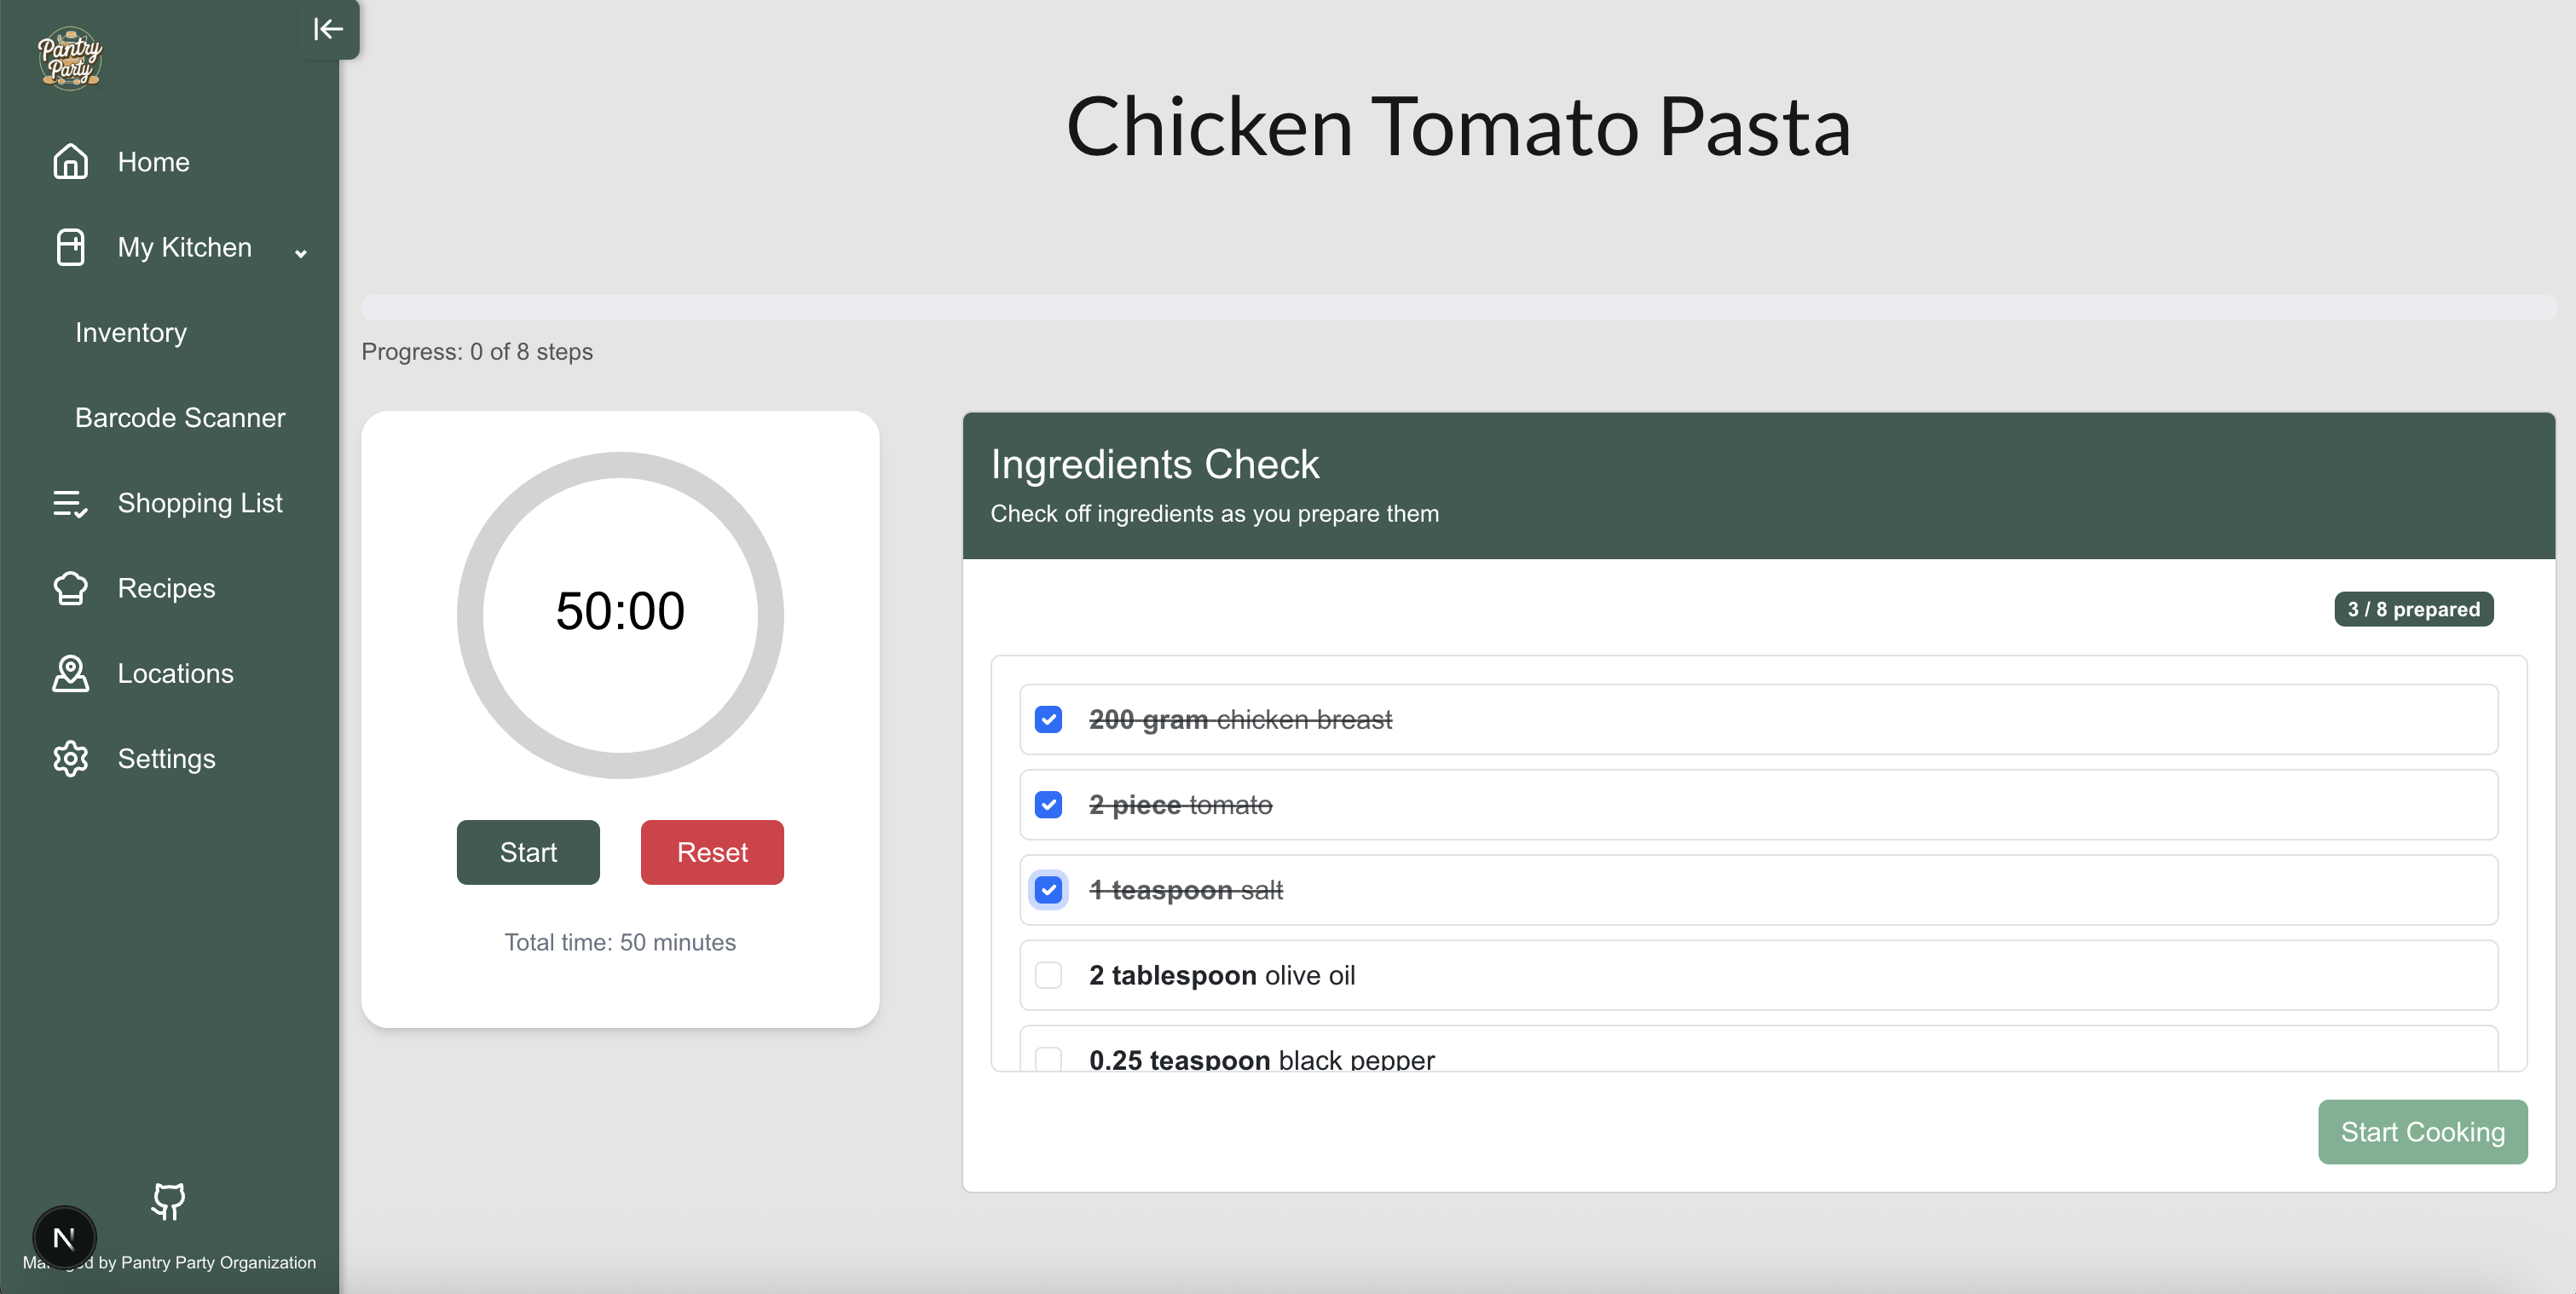 Pantry
Party
Home
My Kitchen
Inventory
Barcode Scanner
Shopping List
Recipes
Locations
Settings
N
by Pantry Party Organization
Chicken Tomato Pasta
Progress: 0 of 8 steps
50:00
Start
Reset
Total time: 50 minutes
Ingredients Check
Check off ingredients as you prepare them
3 / 8 prepared
200 gram chicken breast
2 piece tomato
1 teaspoon salt
2 tablespoon olive oil
0.25 teaspoon black pepper
Start Cooking